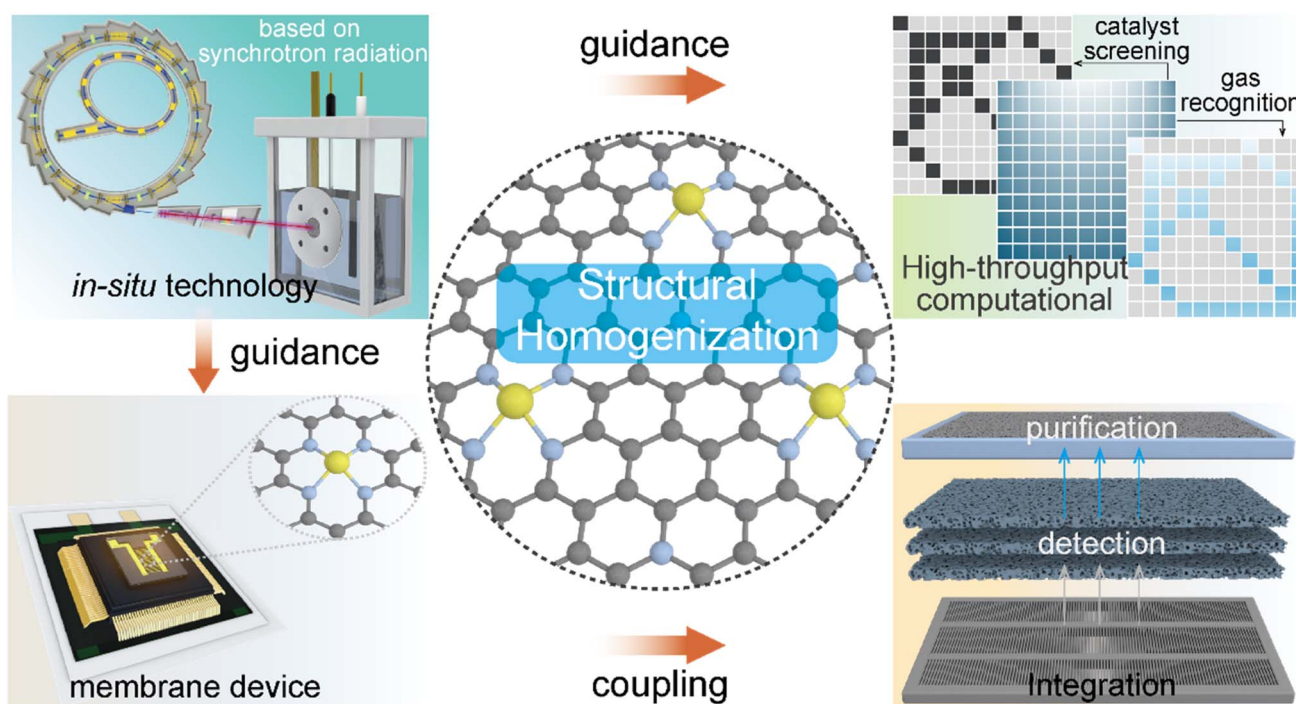 based on
synchrotron radiation
in-situ technology
guidance
guidance
catalyst
screening
gas
recognition
High-throughput
computational
Structural
Homogenization
membrane device
coupling
purification
detection
Integration